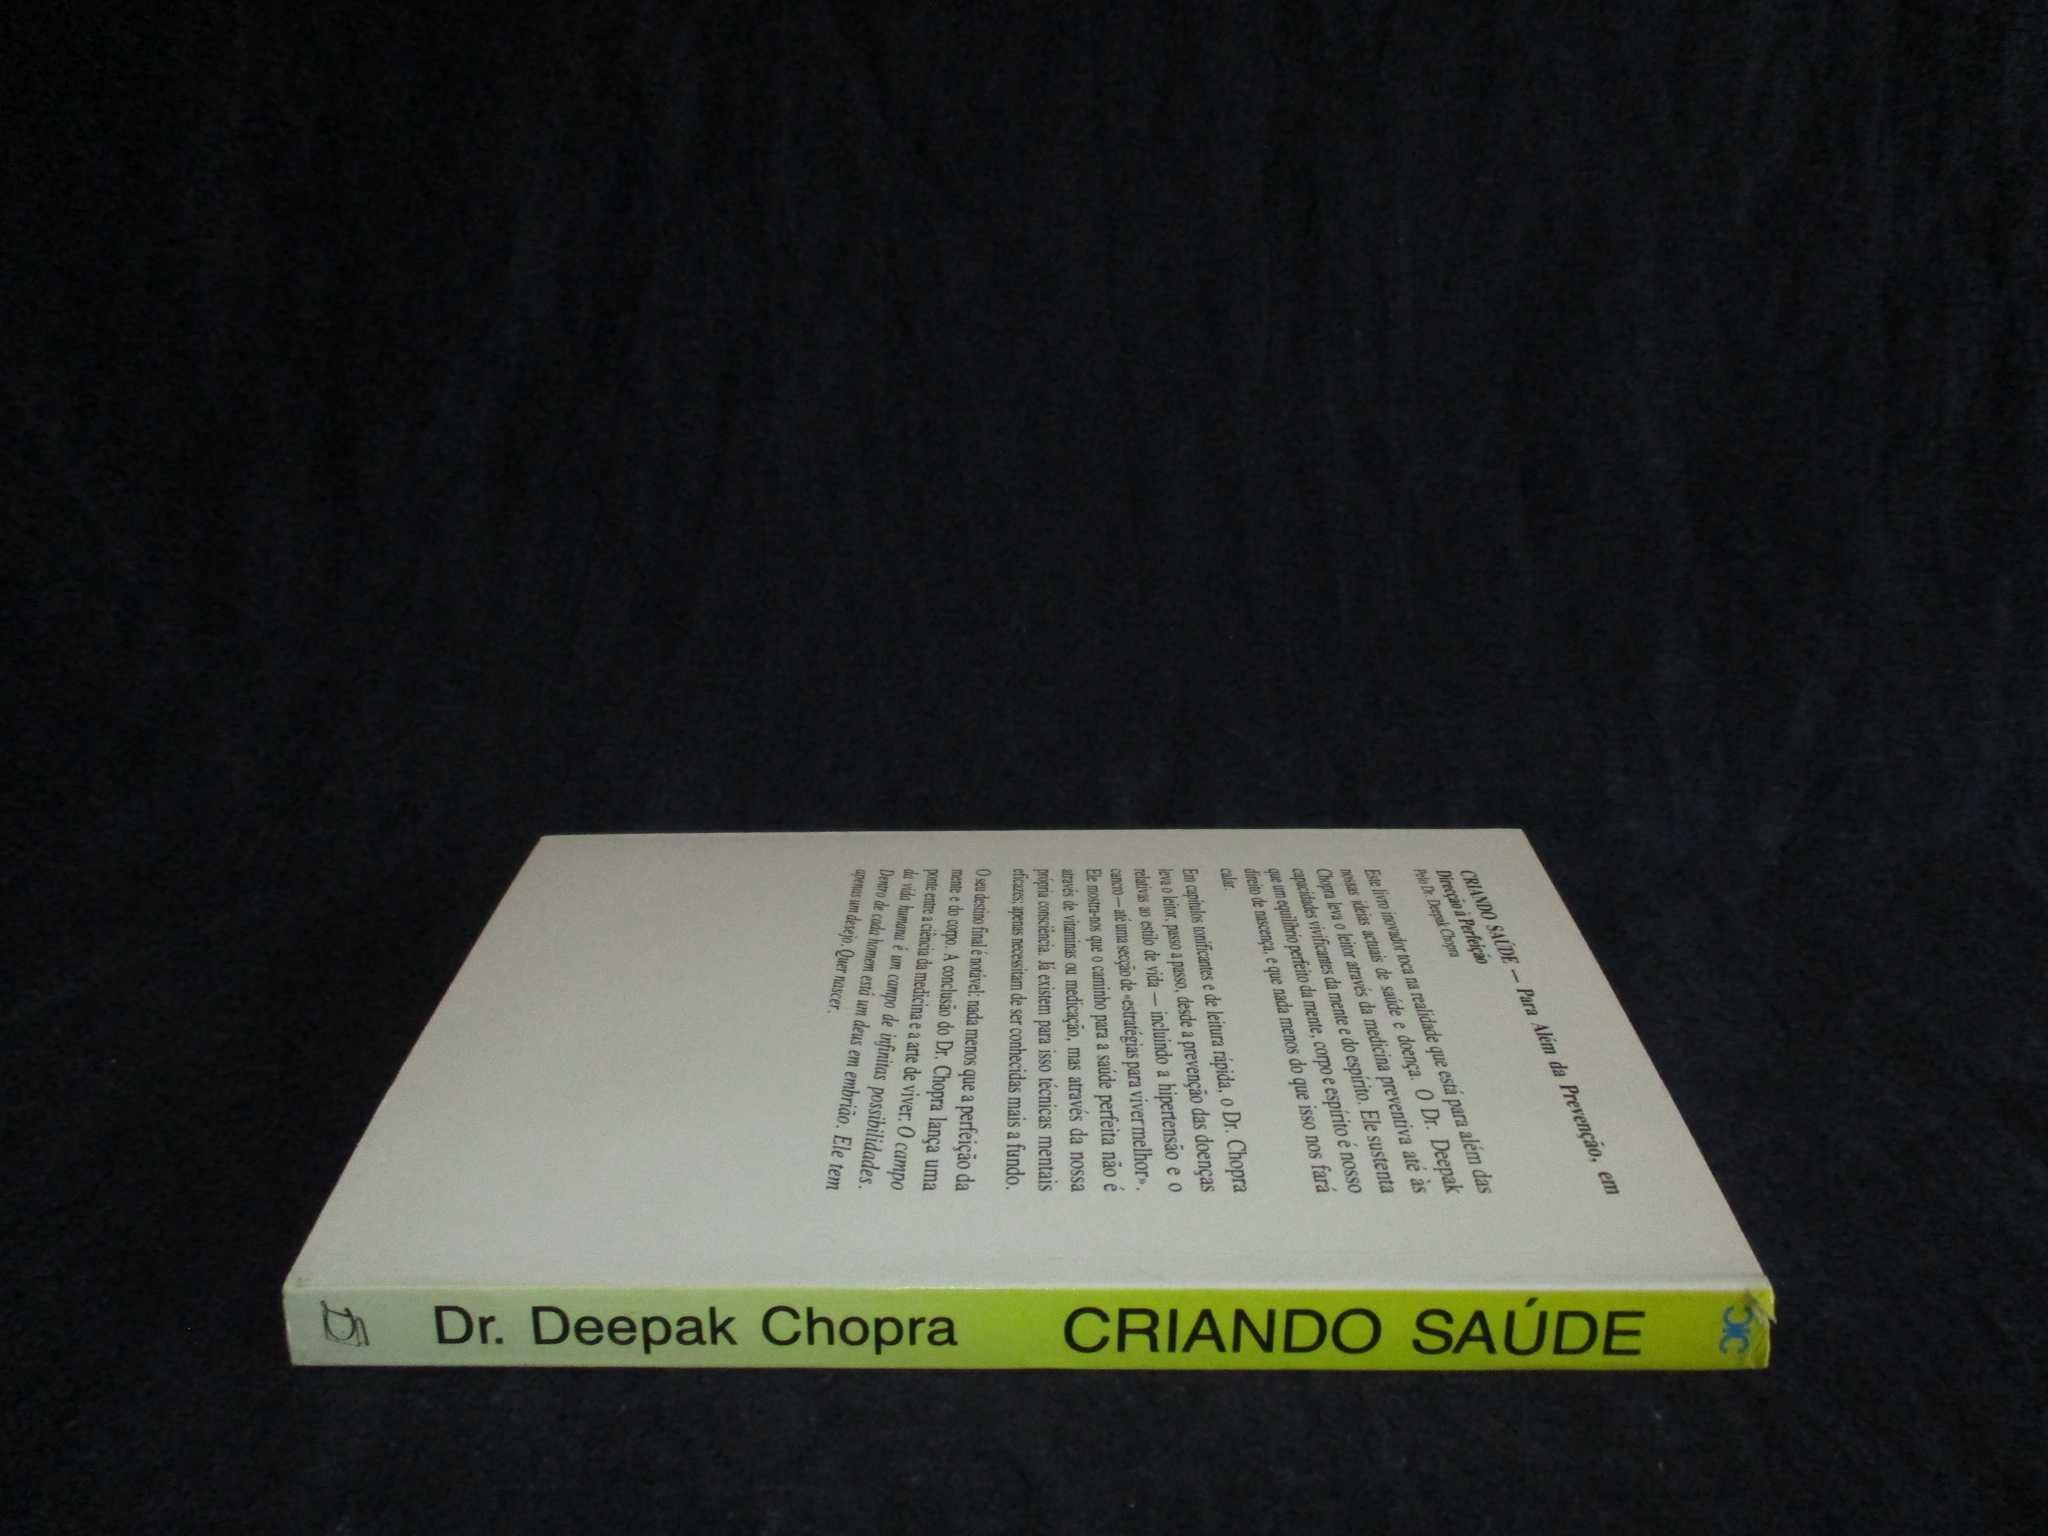 CRIANDO SAÚDE — Para Além da Prevenção, em
Direcção à Perfeição
Pelo Dr. Deepak Chopra
Este livro inovador toca na realidade que está para além das
nossas ideias actuais de saúde e doença. O Dr. Deepak
Chopra leva o leitor através da medicina preventiva até às
capacidades vivificantes da mente e do espírito. Ele sustenta
que um equilíbrio perfeito da mente, corpo e espírito é nosso
direito de nascença, e que nada menos do que isso nos fará
calar.
Em capítulos tonificantes e de leitura rápida, o Dr. Chopra
leva o leitor, passo a passo, desde a prevenção das doenças
relativas ao estilo de vida — incluindo a hipertensão e o
cancro — até uma secção de «estratégias para viver melhor».
Ele mostra-nos que o caminho para a saúde perfeita não é
através de vitaminas ou medicação, mas através da nossa
própria consciência. Já existem para isso técnicas mentais
eficazes; apenas necessitam de ser conhecidas mais a fundo.
O seu destino final é notável: nada menos que a perfeição da
mente e do corpo. A conclusão do Dr. Chopra lança uma
ponte entre a ciência da medicina e a arte de viver: O campo
da vida humana é um campo de infinitas possibilidades.
Dentro de cada homem está um deus em embrião. Ele tem
apenas um desejo. Quer nascer.
Dr. Deepak Chopra CRIANDO SAÚDE